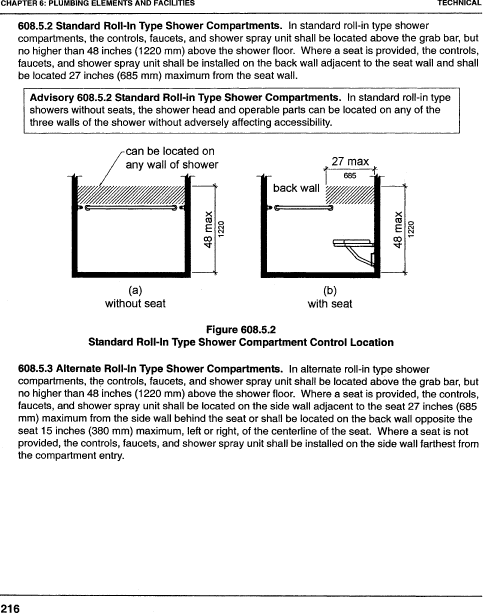 CHAPTER 6: PLUMBING ELEMENTS AND FACILITIES TECHNICAL
608.5.2 Standard Roll-In Type Shower Compartments. In standard roll-in type shower
compartments, the controls, faucets, and shower spray unit shall be located above the grab bar, but
no higher than 48 inches (1220 mm) above the shower floor. Where a seat is provided, the controls,
faucets, and shower spray unit shall be installed on the back wall adjacent to the seat wall and shall
be located 27 inches (685 mm) maximum from the seat wall.
Advisory 608.5.2 Standard Roll-in Type Shower Compartments. In standard roll-in type
showers without seats, the shower head and operable parts can be located on any of the
three walls of the shower without adversely affecting accessibility.
can be located on
any wall of shower
48 max
1220
(a)
without seat
27 max
685
back wall
48 max
1220
(b)
with seat
Figure 608.5.2
Standard Roll-In Type Shower Compartment Control Location
608.5.3 Alternate Roll-In Type Shower Compartments. In alternate roll-in type shower
compartments, the controls, faucets, and shower spray unit shall be located above the grab bar, but
no higher than 48 inches (1220 mm) above the shower floor. Where a seat is provided, the controls,
faucets, and shower spray unit shall be located on the side wall adjacent to the seat 27 inches (685
mm) maximum from the side wall behind the seat or shall be located on the back wall opposite the
seat 15 inches (380 mm) maximum, left or right, of the centerline of the seat. Where a seat is not
provided, the controls, faucets, and shower spray unit shall be installed on the side wall farthest from
the compartment entry.
216